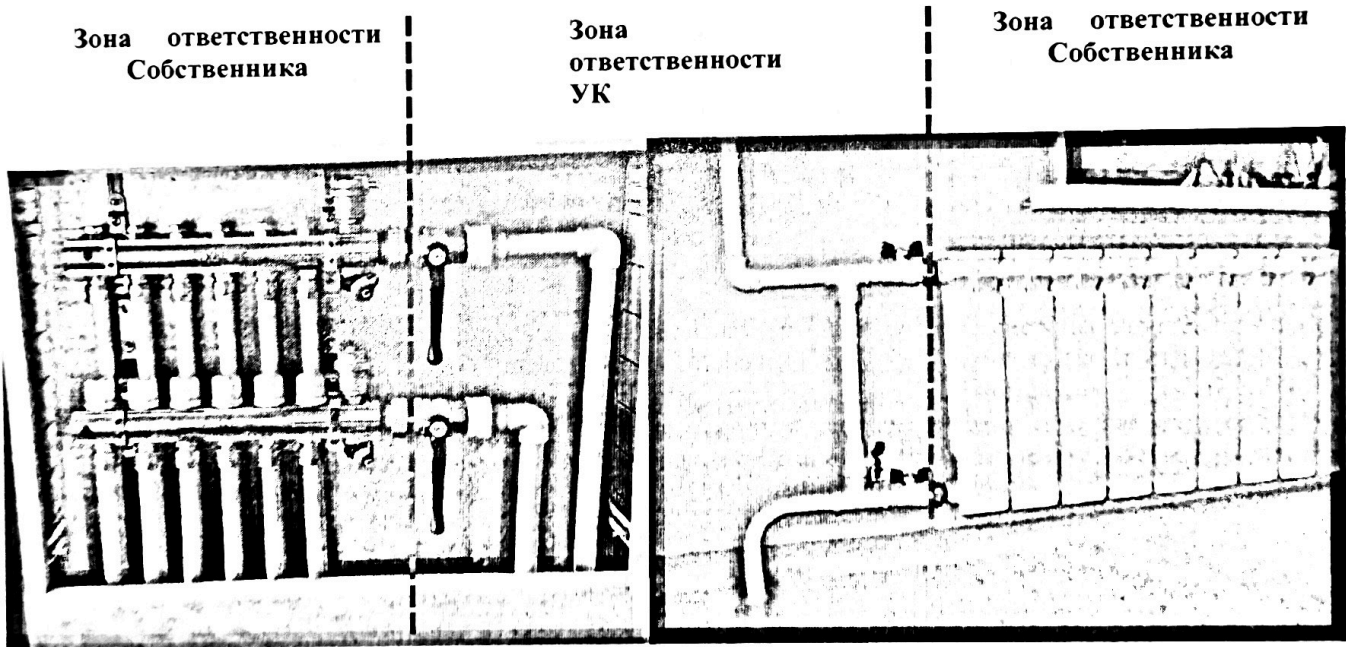 Зона ответственности
Собственника
Зона
ответственности
УК
Зона ответственности
Собственника